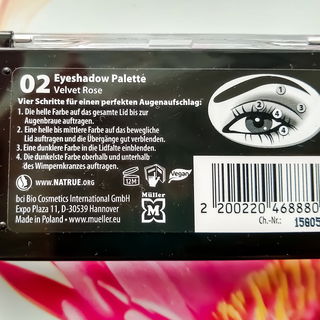 02 Eyeshadow Palette
Velvet Rose
Vier Schritte für einen perfekten Augenaufschlag:
1. Die helle Farbe auf das gesamte Lid bis zur
Augenbraue auftragen.
2. Eine helle bis mittlere Farbe auf das bewegliche
Lid auftragen und die Übergänge gut
verblenden.
3. Eine dunklere Farbe in die Lidfalte einblenden.
4. Die dunkelste Farbe oberhalb und unterhalb
des Wimpernkranzes auftragen.
1
2
3
4
4
www.NATRUE.org
12M
Vegan
bci Bio Cosmetics International GmbH
Expo Plaza 11, D-30539 Hannover
Made in Poland • www.mueller.eu
Müller
M
2 200220 468880
Ch.-Nr.: 15805